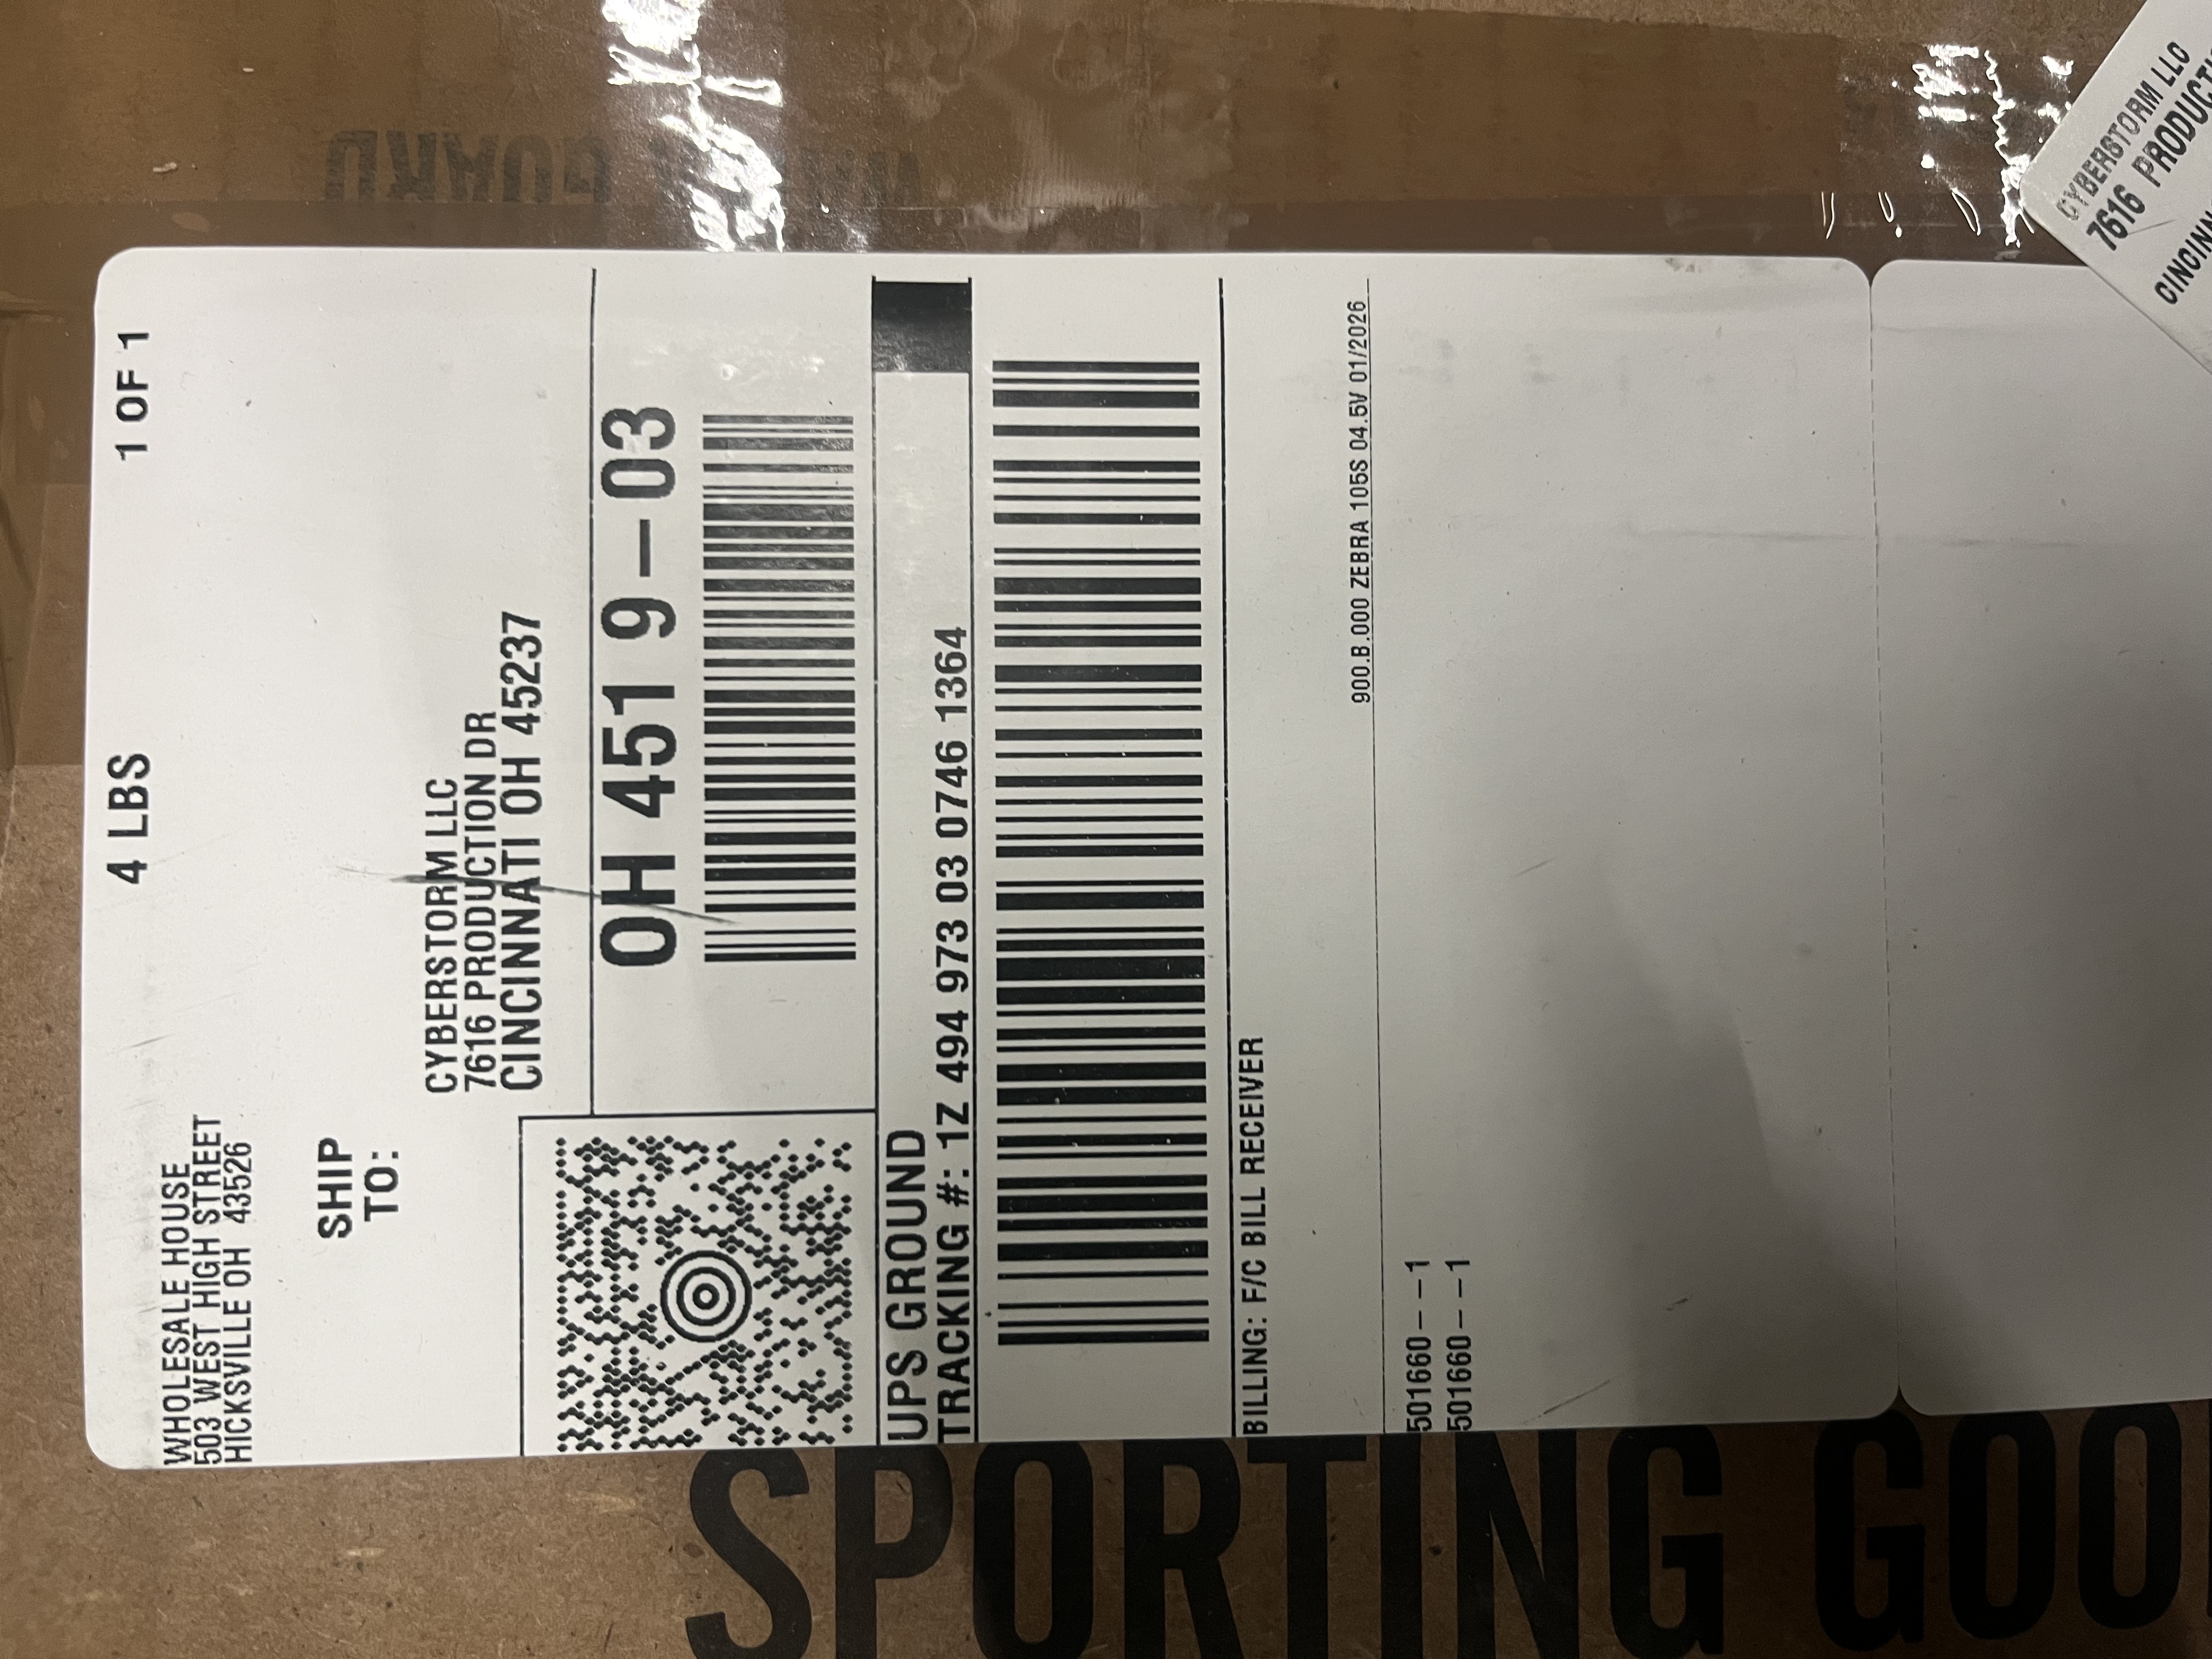 4 LBS 1 OF 1
WHOLESALE HOUSE
503 WEST HIGH STREET
HICKSVILLE OH 43526
SHIP
TO:
CYBERSTORM LLC
7616 PRODUCTION DR
CINCINNATI OH 45237
OH 451 9-03
UPS GROUND
TRACKING #: 1Z 494 973 03 0746 1364
BILLING: F/C BILL RECEIVER
900.B.000 ZEBRA 105S 04.5V 01/2026
501660--1
501660--1
CYBERSTORM LLC
7616
SPORTING
GUARD